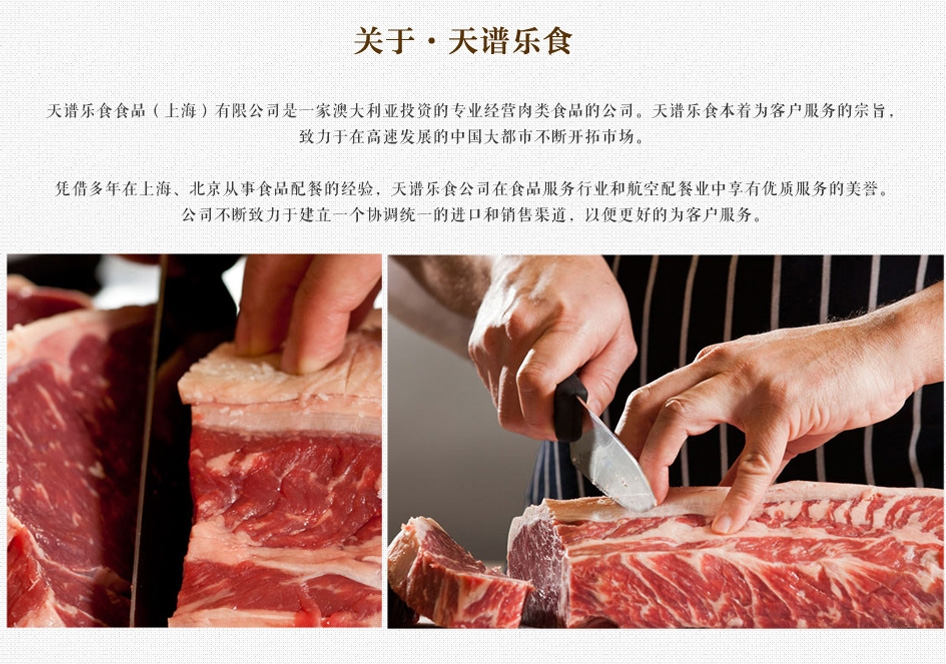 关于·天谱乐食
天谱乐食食品（上海）有限公司是一家澳大利亚投资的专业经营肉类食品的公司。天谱乐食本着为客户服务的宗旨，
致力于在高速发展的中国大都市不断开拓市场。
凭借多年在上海、北京从事食品配餐的经验，天谱乐食公司在食品服务行业和航空配餐业中享有优质服务的美誉。
公司不断致力于建立一个协调统一的进口和销售渠道，以便更好的为客户服务。